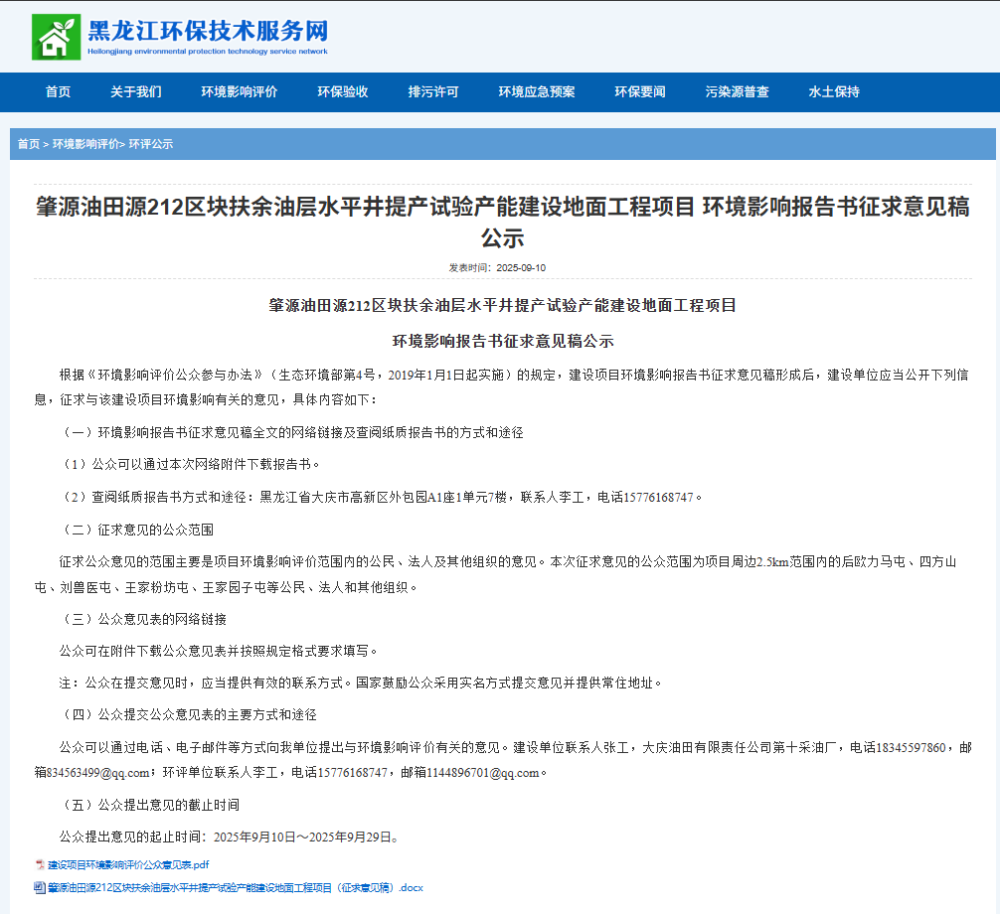 黑龙江环保技术服务网
Heilongjiang environmental protection technology service network
首页 关于我们 环境影响评价 环保验收 排污许可 环境应急预案 环保要闻 污染源普查 水土保持
首页 > 环境影响评价> 环评公示
肇源油田源212区块扶余油层水平井提产试验产能建设地面工程项目 环境影响报告书征求意见稿
公示
发表时间：2025-09-10
肇源油田源212区块扶余油层水平井提产试验产能建设地面工程项目
环境影响报告书征求意见稿公示
根据《环境影响评价公众参与办法》（生态环境部第4号，2019年1月1日起实施）的规定，建设项目环境影响报告书征求意见稿形成后，建设单位应当公开下列信
息，征求与该建设项目环境影响有关的意见，具体内容如下：
（一）环境影响报告书征求意见稿全文的网络链接及查阅纸质报告书的方式和途径
（1）公众可以通过本次网络附件下载报告书。
（2）查阅纸质报告书方式和途径：黑龙江省大庆市高新区外包园A1座1单元7楼，联系人李工，电话15776168747。
（二）征求意见的公众范围
征求公众意见的范围主要是项目环境影响评价范围内的公民、法人及其他组织的意见。本次征求意见的公众范围为项目周边2.5km范围内的后欧力马屯、四方山
屯、刘兽医屯、王家粉坊屯、王家园子屯等公民、法人和其他组织。
（三）公众意见表的网络链接
公众可在附件下载公众意见表并按照规定格式要求填写。
注：公众在提交意见时，应当提供有效的联系方式。国家鼓励公众采用实名方式提交意见并提供常住地址。
（四）公众提交公众意见表的主要方式和途径
公众可以通过电话、电子邮件等方式向我单位提出与环境影响评价有关的意见。建设单位联系人张工，大庆油田有限责任公司第十采油厂，电话18345597860，邮
箱834563499@qq.com；环评单位联系人李工，电话15776168747，邮箱1144896701@qq.com。
（五）公众提出意见的截止时间
公众提出意见的起止时间：2025年9月10日～2025年9月29日。
建设项目环境影响评价公众意见表.pdf
肇源油田源212区块扶余油层水平井提产试验产能建设地面工程项目（征求意见稿）.docx